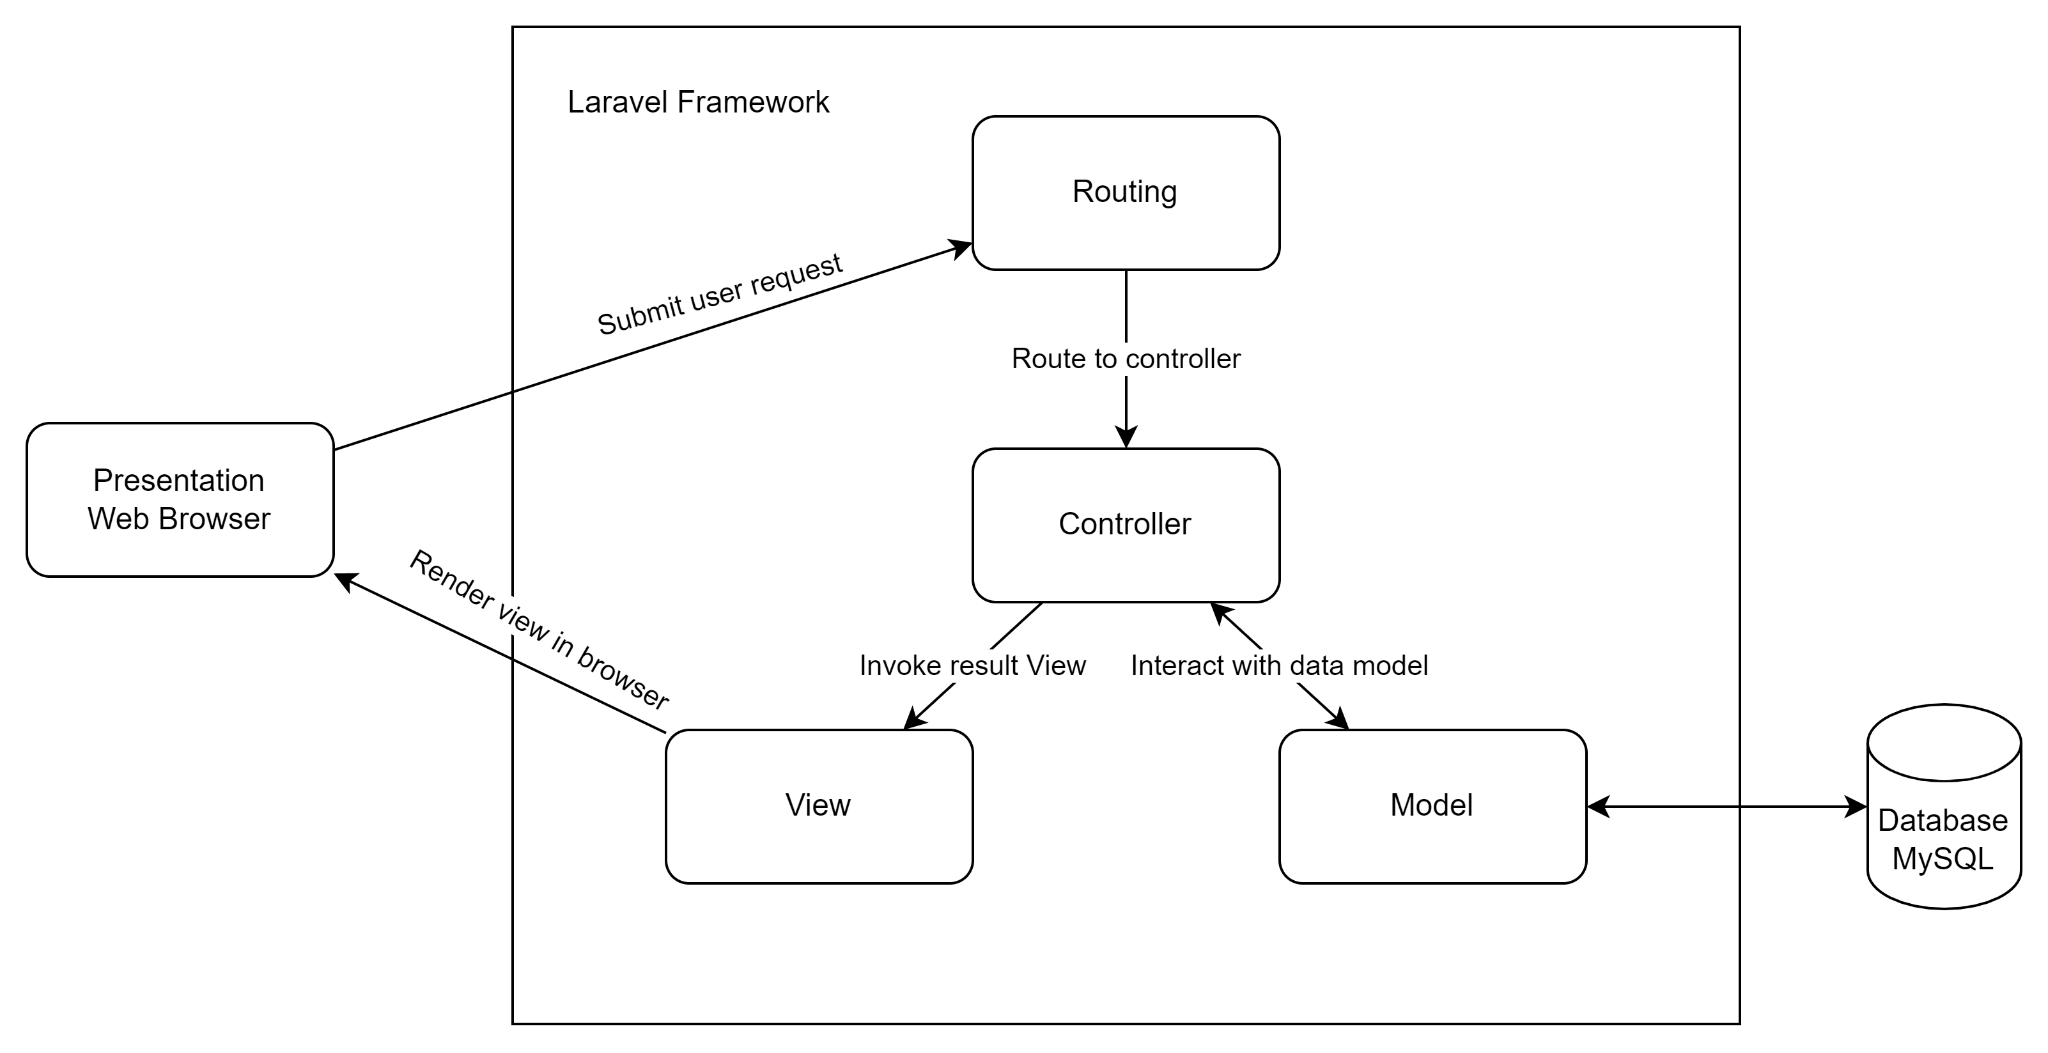 Laravel Framework
Routing
Submit user request
Route to controller
Presentation
Web Browser
Controller
Render view in browser
Invoke result View
Interact with data model
View
Model
Database
MySQL